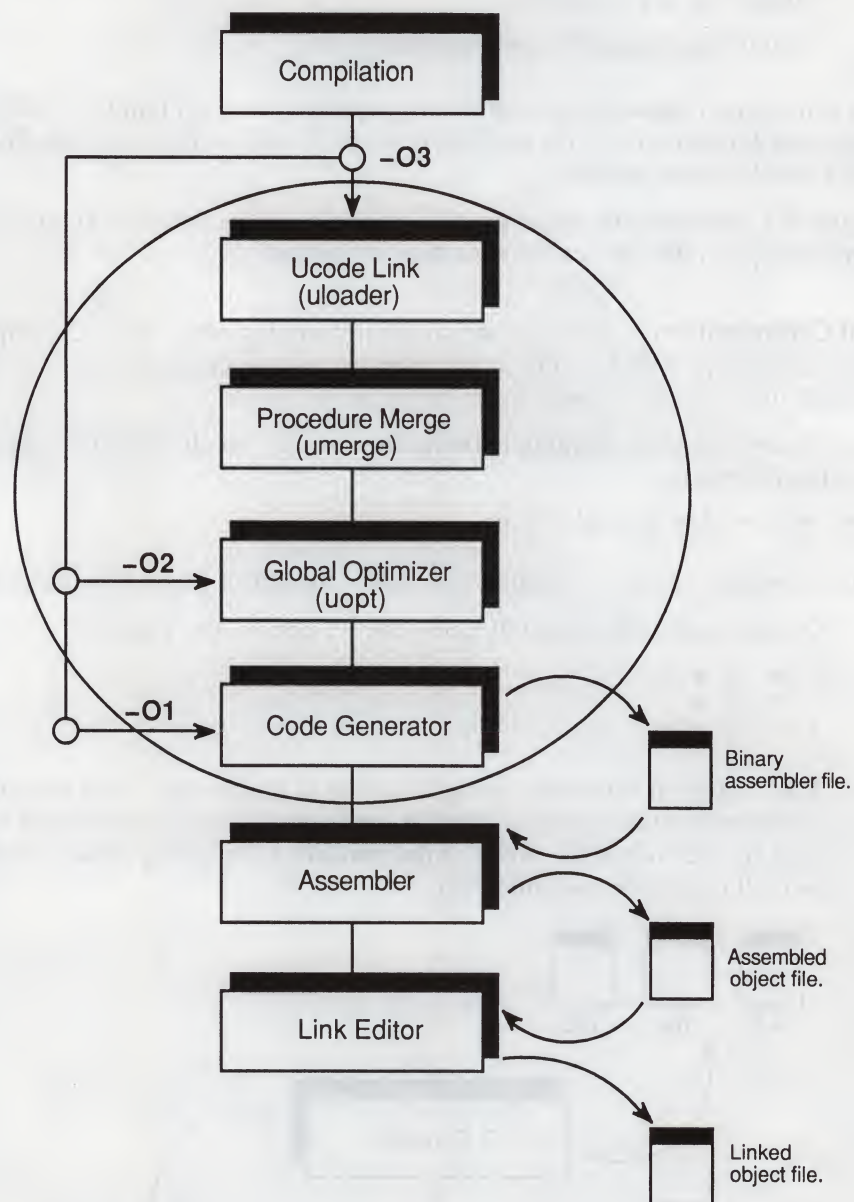 Compilation
-O3
Ucode Link
(uloader)
Procedure Merge
(umerge)
-O2
Global Optimizer
(uopt)
-O1
Code Generator
Binary
assembler file.
Assembler
Assembled
object file.
Link Editor
Linked
object file.